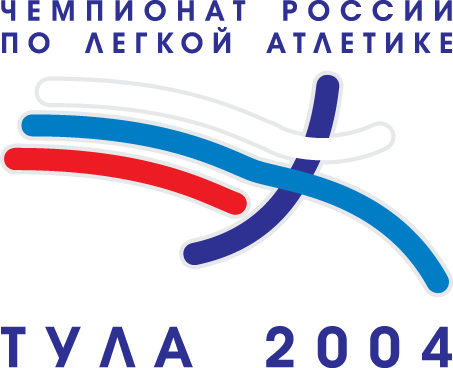 ЧЕМПИОНАТ РОССИИ
ПО ЛЕГКОЙ АТЛЕТИКЕ
ТУЛА 2004